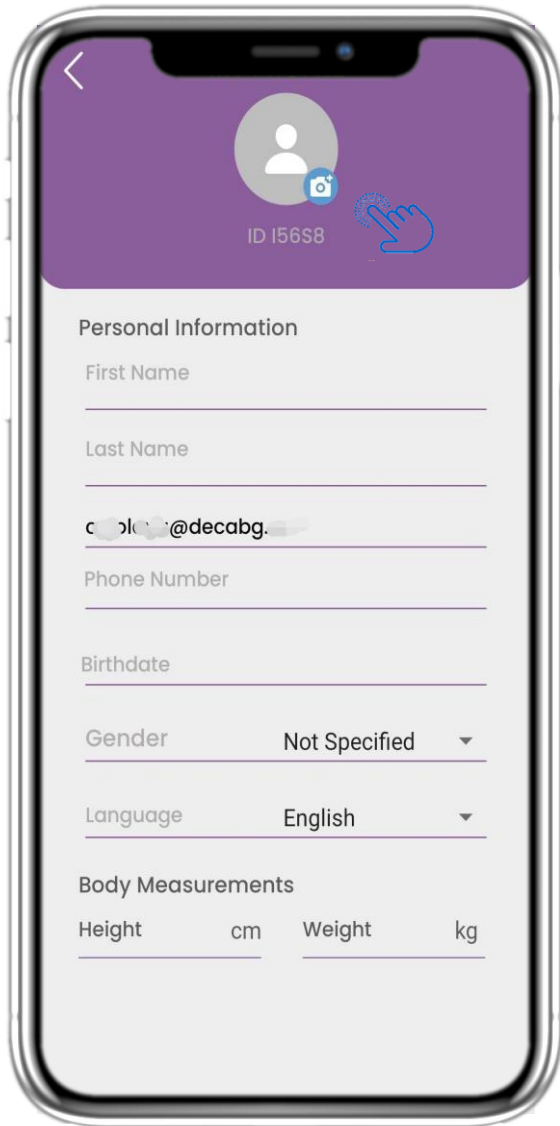 ID I56S8
Personal Information
First Name
Last Name
@decabg.
Phone Number
Birthdate
Gender Not Specified
Language English
Body Measurements
Height cm Weight kg